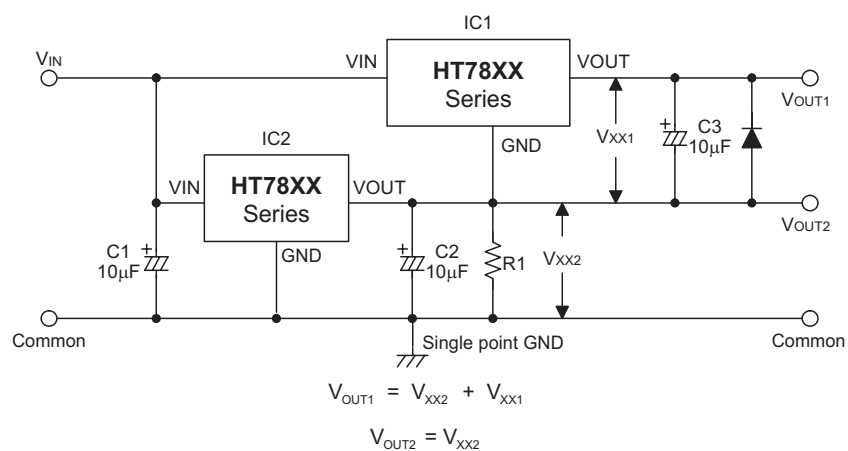 IC1
VIN
VIN
HT78XX
Series
VOUT
VOUT1
GND
VXX1
C3
10μF
IC2
VIN
HT78XX
Series
VOUT
VOUT2
GND
C1
10μF
C2
10μF
R1
VXX2
Common
Single point GND
Common
VOUT1 = VXX2 + VXX1
VOUT2 = VXX2